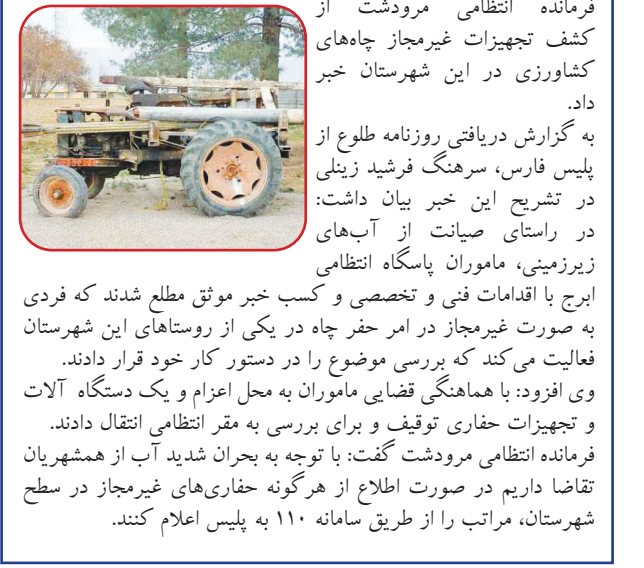 فرمانده انتظامی مرودشت از
کشف تجهیزات غیرمجاز چاه‌های
کشاورزی در این شهرستان خبر
داد.
به گزارش دریافتی روزنامه طلوع از
پلیس فارس، سرهنگ فرشید زینلی
در تشریح این خبر بیان داشت:
در راستای صیانت از آب‌های
زیرزمینی، ماموران پاسگاه انتظامی
ابرج با اقدامات فنی و تخصصی و کسب خبر موثق مطلع شدند که فردی
به صورت غیرمجاز در امر حفر چاه در یکی از روستاهای این شهرستان
فعالیت می‌کند که بررسی موضوع را در دستور کار خود قرار دادند.
وی افزود: با هماهنگی قضایی ماموران به محل اعزام و یک دستگاه آلات
و تجهیزات حفاری توقیف و برای بررسی به مقر انتظامی انتقال دادند.
فرمانده انتظامی مرودشت گفت: با توجه به بحران شدید آب از همشهریان
تقاضا داریم در صورت اطلاع از هرگونه حفاری‌های غیرمجاز در سطح
شهرستان، مراتب را از طریق سامانه ۱۱۰ به پلیس اعلام کنند.